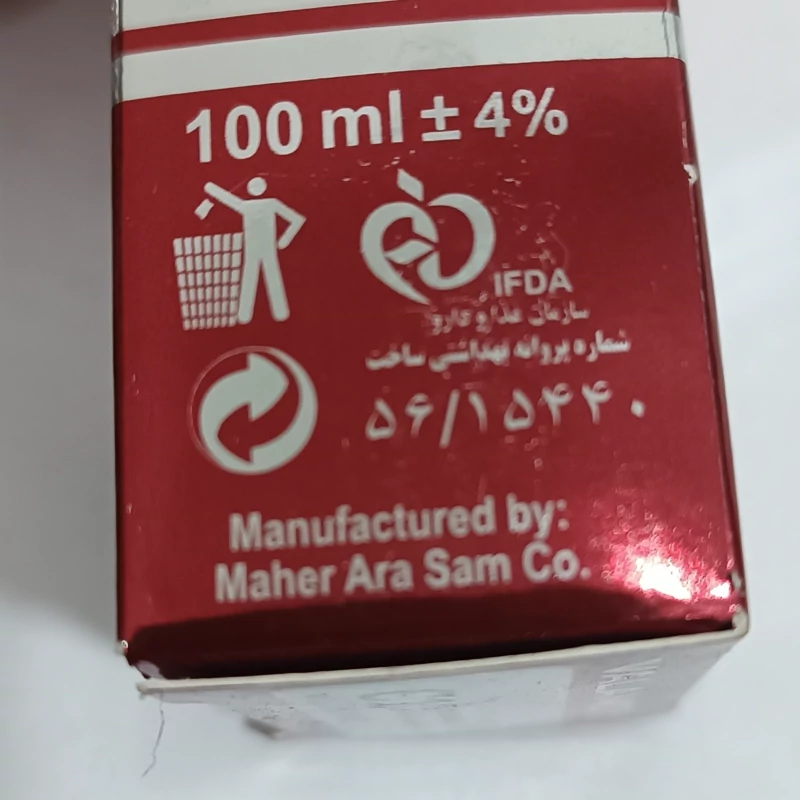 100 ml ± 4%
IFDA
سازمان غذا و دارو
شماره پروانه بهداشتی ساخت
۵۶/۱۵۴۴۰
Manufactured by:
Maher Ara Sam Co.